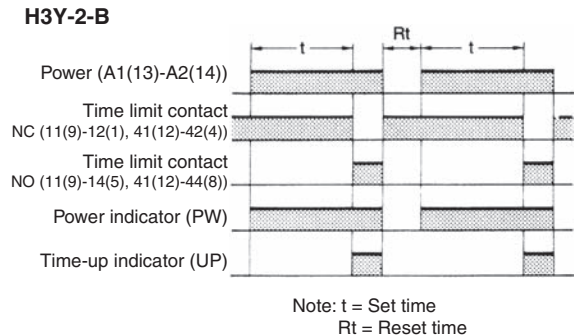 H3Y-2-B
Rt
t
t
Power (A1(13)-A2(14))
Time limit contact
NC (11(9)-12(1), 41(12)-42(4))
Time limit contact
NO (11(9)-14(5), 41(12)-44(8))
Power indicator (PW)
Time-up indicator (UP)
Note: t = Set time
Rt = Reset time